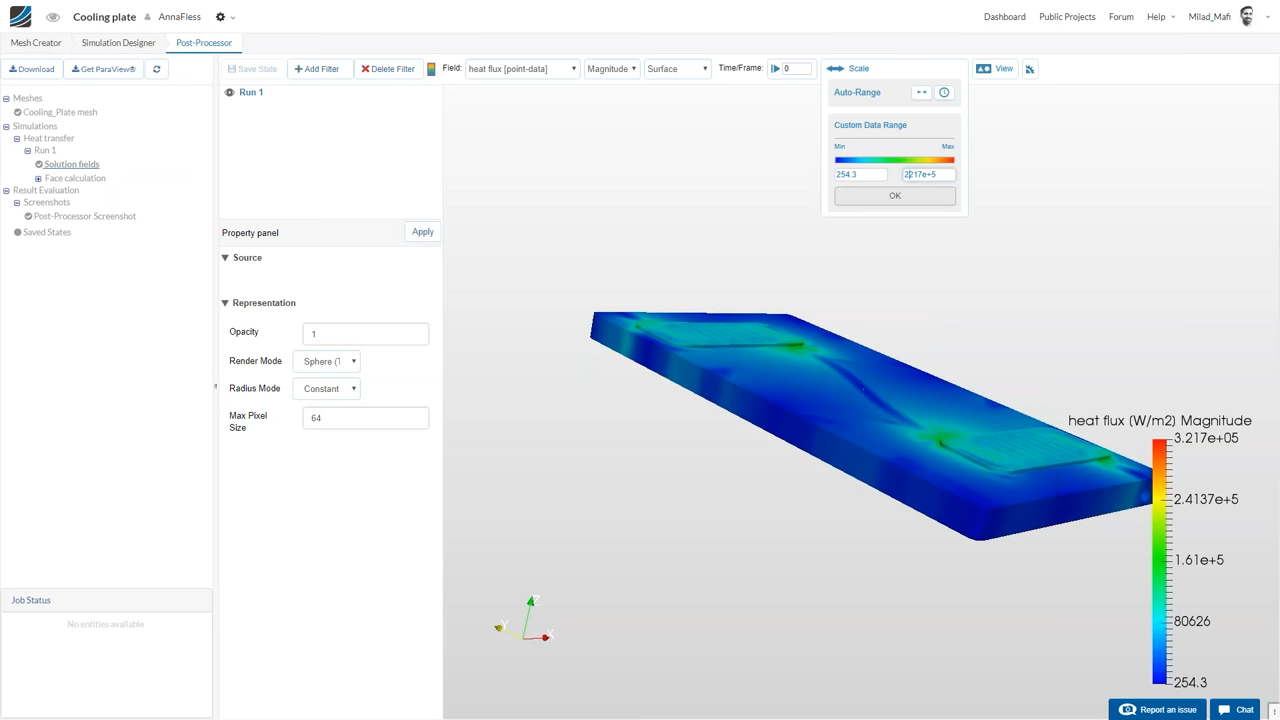 Cooling plate AnnaFless
Dashboard Public Projects Forum Help Milad_Mafi
Mesh Creator Simulation Designer Post-Processor
Download Get ParaView® Save State + Add Filter Delete Filter Field: heat flux [point-data] Magnitude Surface Time/Frame: 0 Scale View
Meshes
Cooling_Plate mesh
Simulations
Heat transfer
Run 1
Solution fields
Face calculation
Result Evaluation
Screenshots
Post-Processor Screenshot
Saved States
Job Status
No entities available
Run 1
Property panel Apply
Source
Representation
Opacity 1
Render Mode Sphere (T
Radius Mode Constant
Max Pixel
Size 64
Auto-Range
Custom Data Range
Min Max
254.3 2217e+5
OK
heat flux [W/m2] Magnitude
3.217e+05
2.4137e+5
1.61e+5
80626
254.3
Y Z X
Report an issue Chat